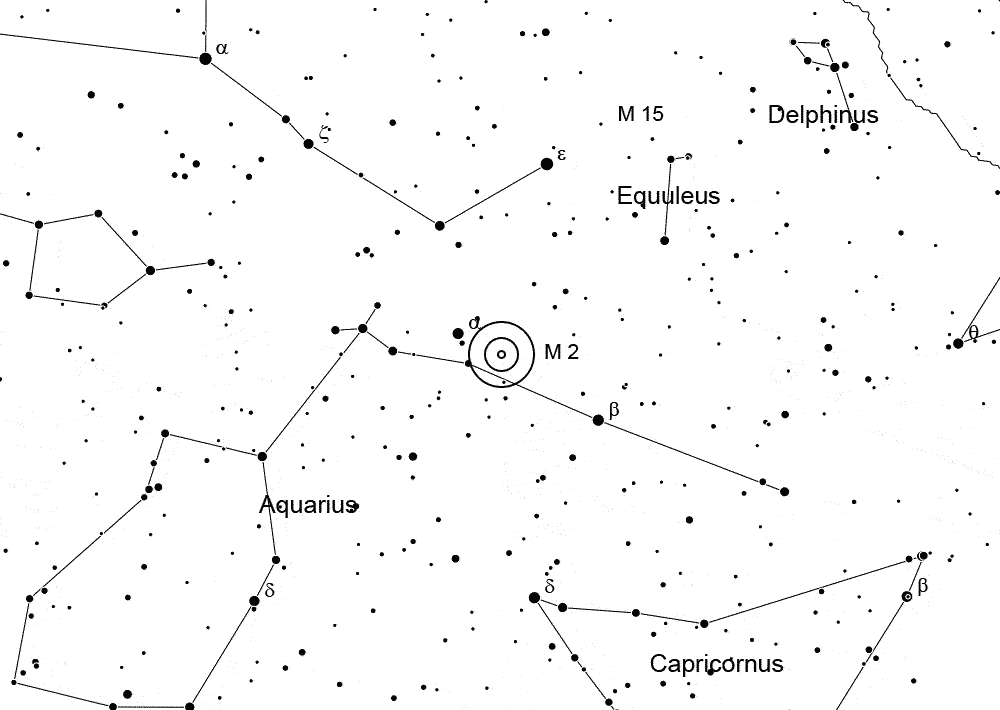 α
Delphinus
M 15
ζ
ε
Equuleus
α
θ
M 2
β
Aquarius
δ
δ
β
Capricornus